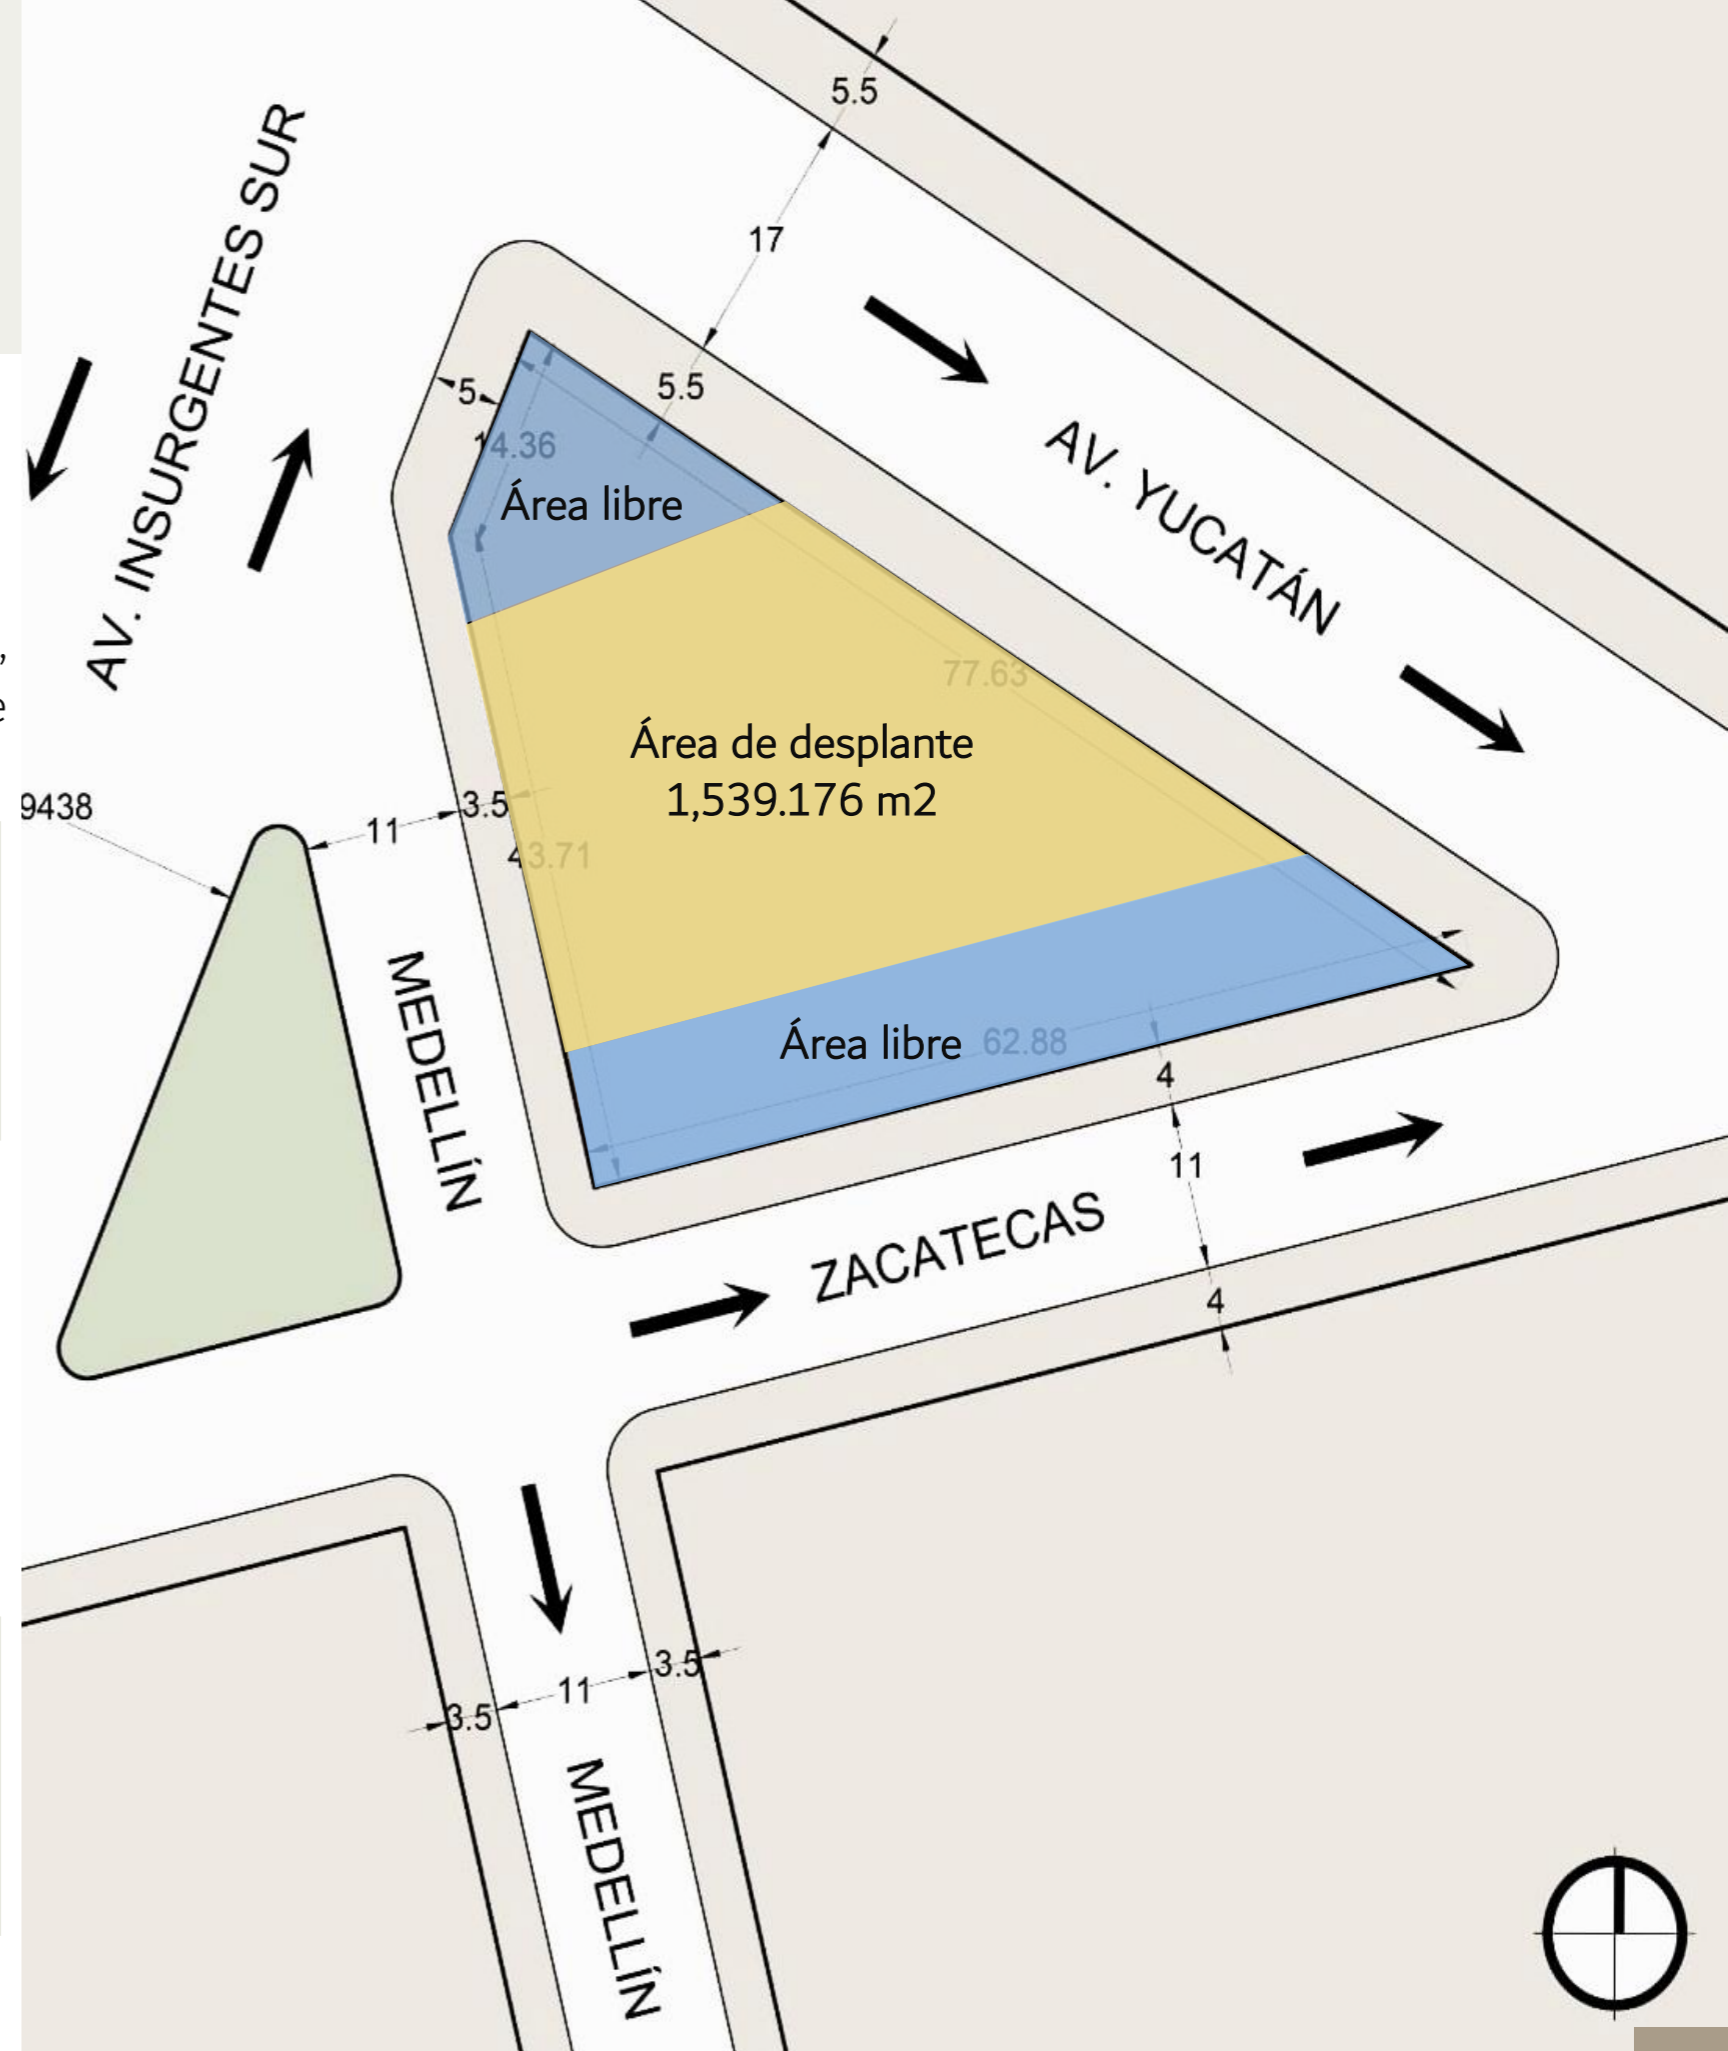 5.5
17
AV. INSURGENTES SUR
5
5.5
14.36
Área libre
AV. YUCATÁN
,
e
77.63
Área de desplante
1,539.176 m2
9438
11
3.5
43.71
MEDELLÍN
Área libre
62.88
4
11
ZACATECAS
4
3.5
11
3.5
MEDELLÍN